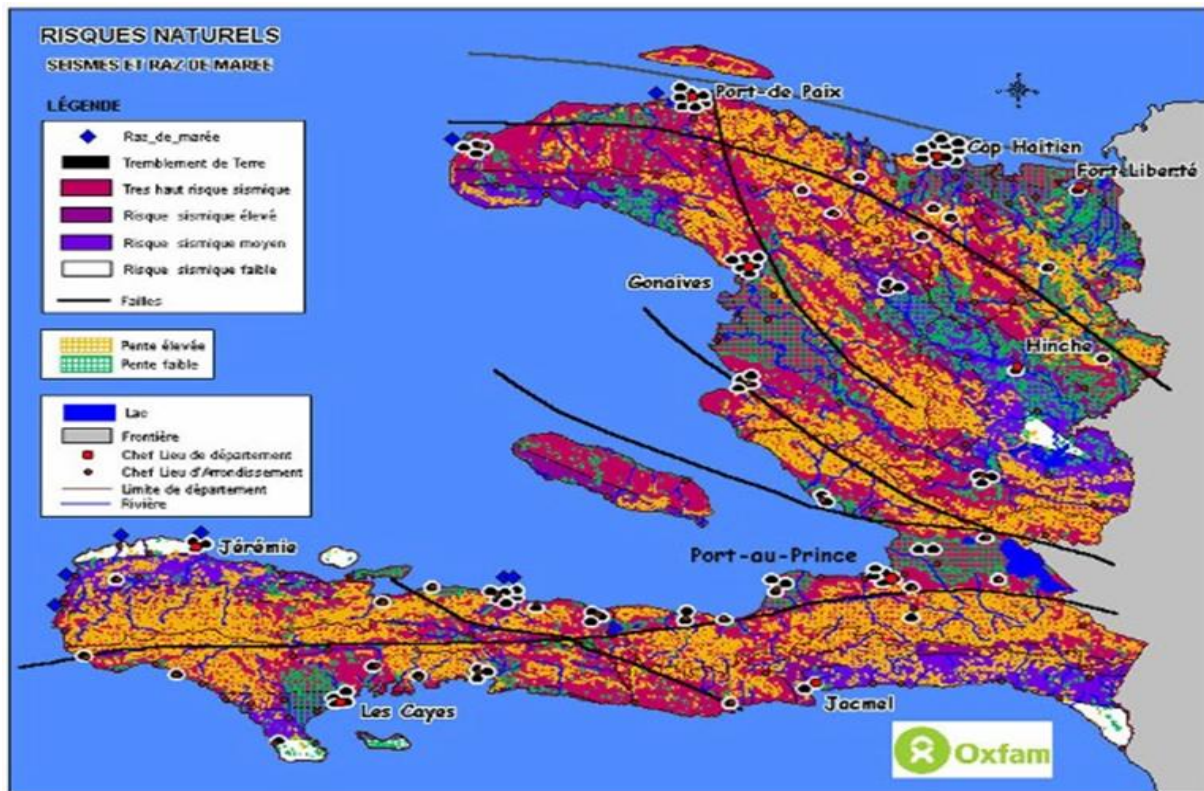 RISQUES NATURELS
SEISMES ET RAZ DE MAREE
LÉGENDE
Raz_de_marée
Tremblement de Terre
Tres haut risque sismique
Risque sismique élevé
Risque sismique moyen
Risque sismique faible
Failles
Pente élevée
Pente faible
Lac
Frontière
Chef Lieu de département
Chef Lieu d'Arrondissement
Limite de département
Rivière
Port-de Paix
Cap Haitien
Fort Liberté
Gonaives
Hinche
Port-au-Prince
Jérémie
Les Cayes
Jacmel
Oxfam